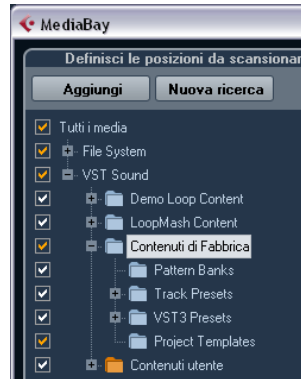 MediaBay
Definisci le posizioni da scansionar
Aggiungi Nuova ricerca
Tutti i media
File System
VST Sound
Demo Loop Content
LoopMash Content
Contenuti di Fabbrica
Pattern Banks
Track Presets
VST3 Presets
Project Templates
Contenuti utente